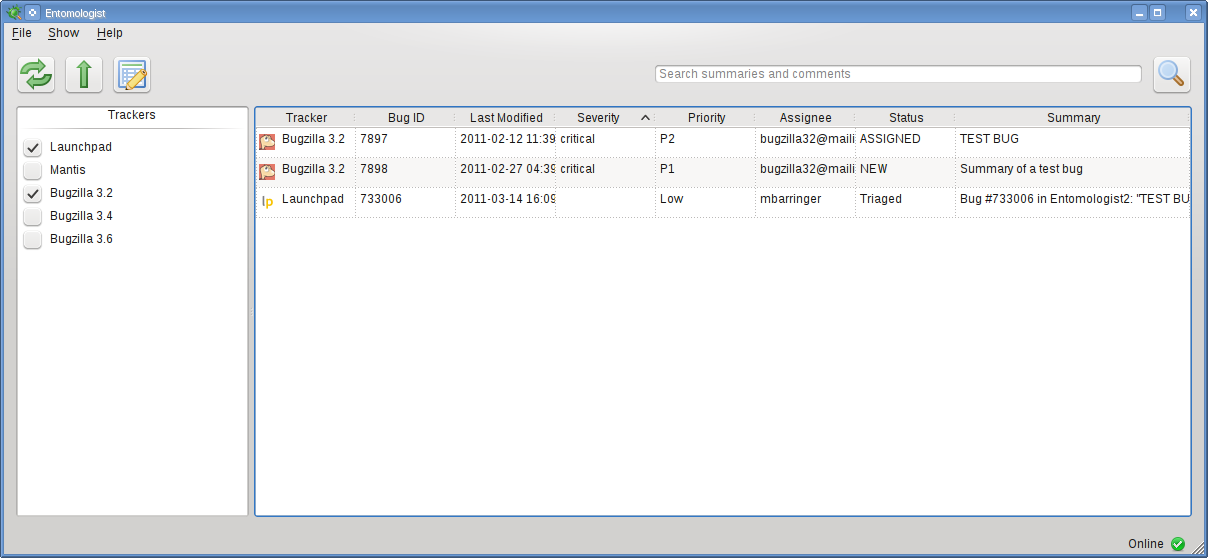 Entomologist
File Show Help
Search summaries and comments
Trackers
Launchpad
Mantis
Bugzilla 3.2
Bugzilla 3.4
Bugzilla 3.6
Tracker Bug ID Last Modified Severity Priority Assignee Status Summary
Bugzilla 3.2 7897 2011-02-12 11:39 critical P2 bugzilla32@maili ASSIGNED TEST BUG
Bugzilla 3.2 7898 2011-02-27 04:39 critical P1 bugzilla32@maili NEW Summary of a test bug
lp Launchpad 733006 2011-03-14 16:09 Low mbarringer Triaged Bug #733006 in Entomologist2: "TEST BU
Online